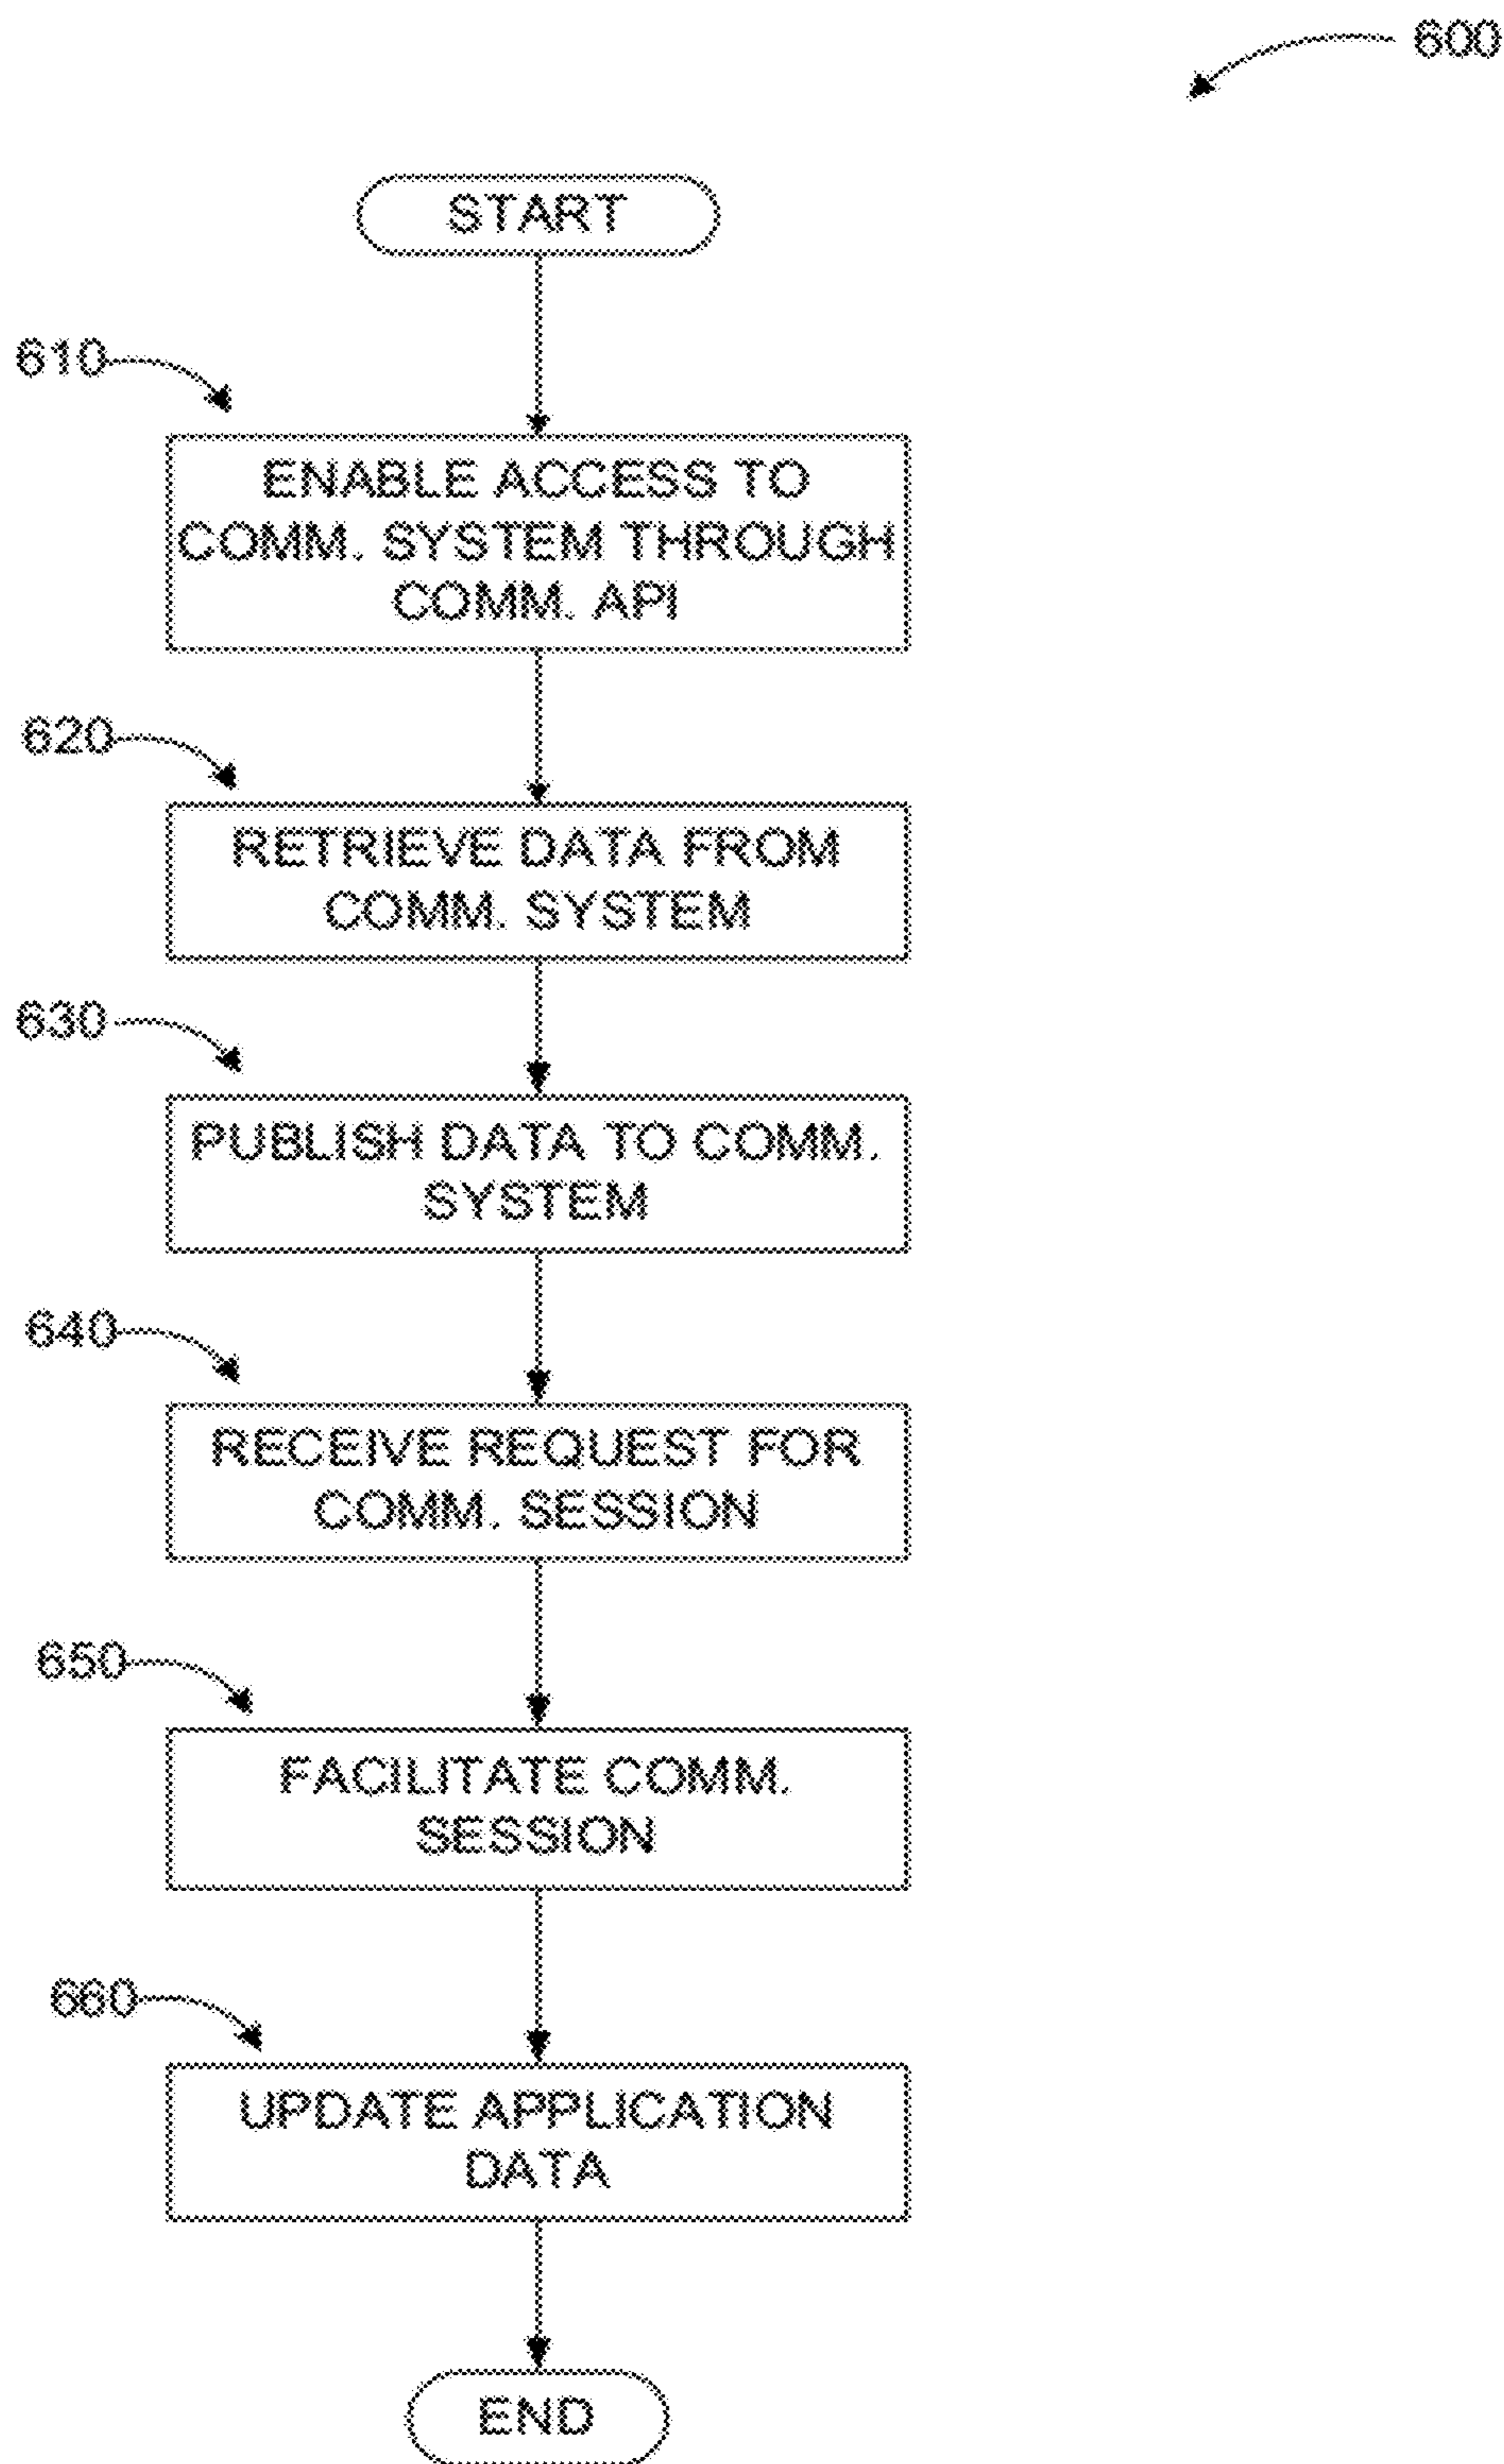 600
START
610
ENABLE ACCESS TO
COMM. SYSTEM THROUGH
COMM. API
620
RETRIEVE DATA FROM
COMM. SYSTEM
630
PUBLISH DATA TO COMM.
SYSTEM
640
RECEIVE REQUEST FOR
COMM. SESSION
650
FACILITATE COMM.
SESSION
660
UPDATE APPLICATION
DATA
END